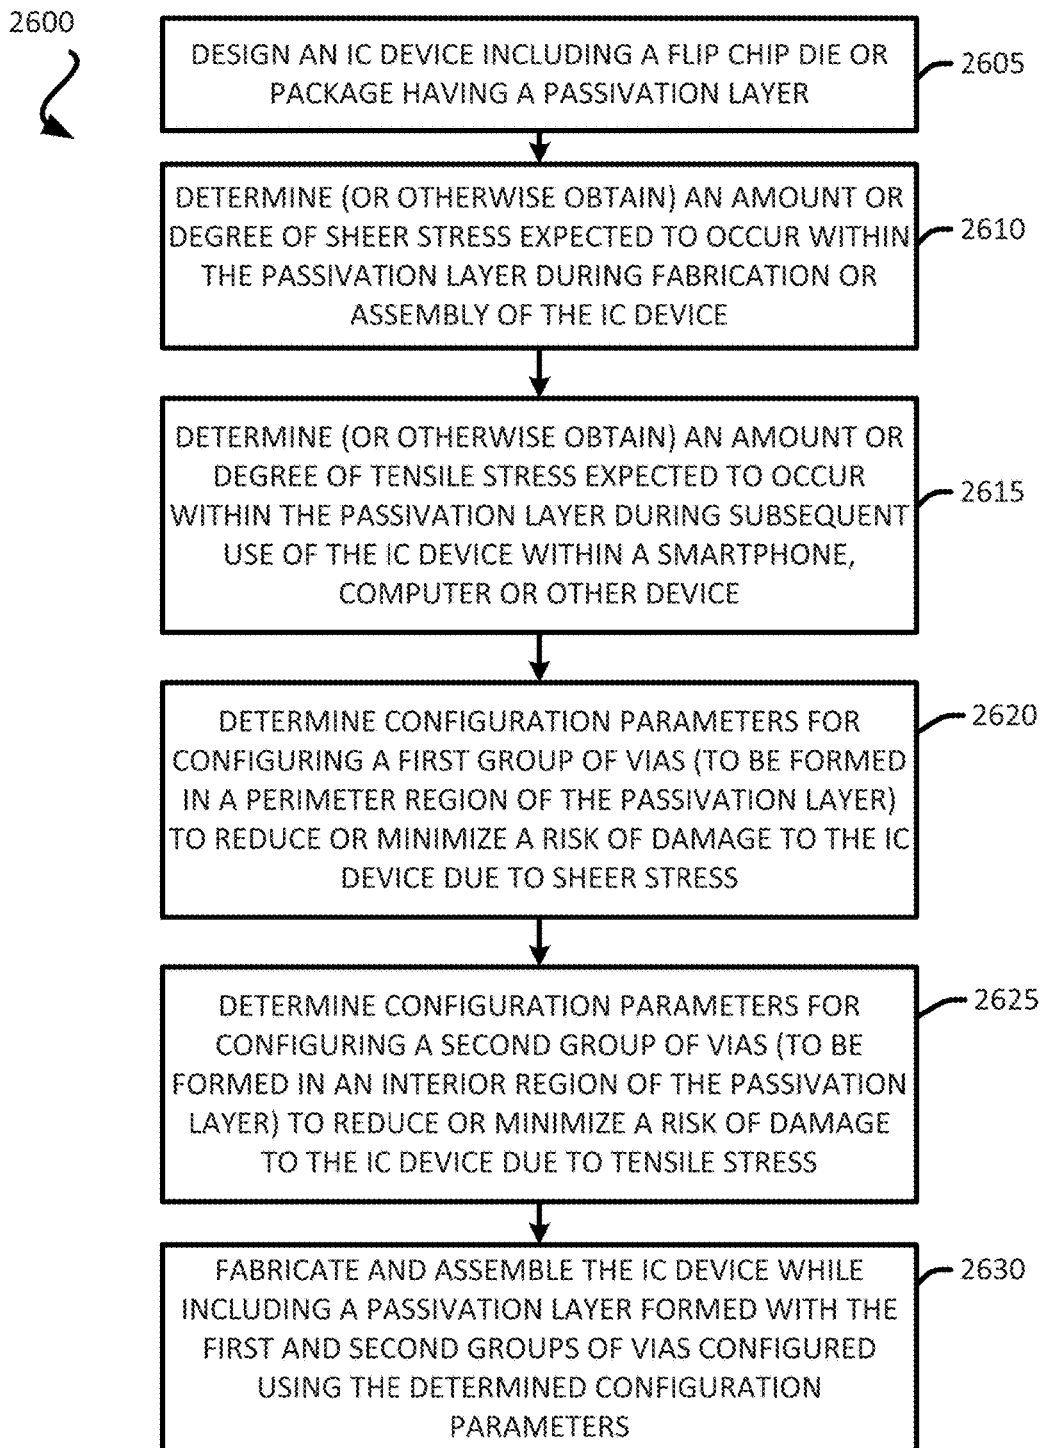 2600
DESIGN AN IC DEVICE INCLUDING A FLIP CHIP DIE OR
PACKAGE HAVING A PASSIVATION LAYER
2605
DETERMINE (OR OTHERWISE OBTAIN) AN AMOUNT OR
DEGREE OF SHEER STRESS EXPECTED TO OCCUR WITHIN
THE PASSIVATION LAYER DURING FABRICATION OR
ASSEMBLY OF THE IC DEVICE
2610
DETERMINE (OR OTHERWISE OBTAIN) AN AMOUNT OR
DEGREE OF TENSILE STRESS EXPECTED TO OCCUR
WITHIN THE PASSIVATION LAYER DURING SUBSEQUENT
USE OF THE IC DEVICE WITHIN A SMARTPHONE,
COMPUTER OR OTHER DEVICE
2615
DETERMINE CONFIGURATION PARAMETERS FOR
CONFIGURING A FIRST GROUP OF VIAS (TO BE FORMED
IN A PERIMETER REGION OF THE PASSIVATION LAYER)
TO REDUCE OR MINIMIZE A RISK OF DAMAGE TO THE IC
DEVICE DUE TO SHEER STRESS
2620
DETERMINE CONFIGURATION PARAMETERS FOR
CONFIGURING A SECOND GROUP OF VIAS (TO BE
FORMED IN AN INTERIOR REGION OF THE PASSIVATION
LAYER) TO REDUCE OR MINIMIZE A RISK OF DAMAGE
TO THE IC DEVICE DUE TO TENSILE STRESS
2625
FABRICATE AND ASSEMBLE THE IC DEVICE WHILE
INCLUDING A PASSIVATION LAYER FORMED WITH THE
FIRST AND SECOND GROUPS OF VIAS CONFIGURED
USING THE DETERMINED CONFIGURATION
PARAMETERS
2630